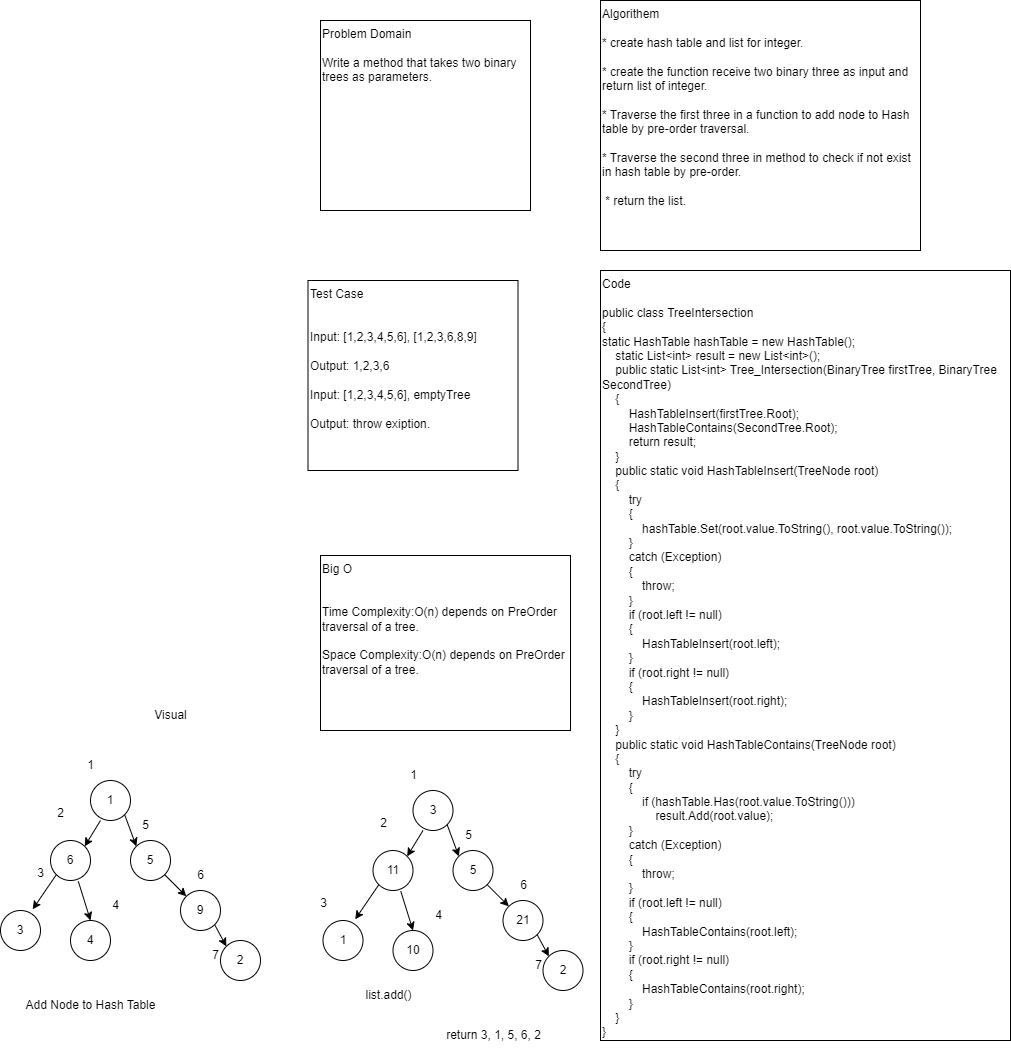 Problem Domain
Write a method that takes two binary
trees as parameters.
Algorithem
* create hash table and list for integer.
* create the function receive two binary three as input and
return list of integer.
* Traverse the first three in a function to add node to Hash
table by pre-order traversal.
* Traverse the second three in method to check if not exist
in hash table by pre-order.
* return the list.
Test Case
Input: [1,2,3,4,5,6], [1,2,3,6,8,9]
Output: 1,2,3,6
Input: [1,2,3,4,5,6], emptyTree
Output: throw exiption.
Big O
Time Complexity:O(n) depends on PreOrder
traversal of a tree.
Space Complexity:O(n) depends on PreOrder
traversal of a tree.
Code
public class TreeIntersection
{
static HashTable hashTable = new HashTable();
static List<int> result = new List<int>();
public static List<int> Tree_Intersection(BinaryTree firstTree, BinaryTree
SecondTree)
{
HashTableInsert(firstTree.Root);
HashTableContains(SecondTree.Root);
return result;
}
public static void HashTableInsert(TreeNode root)
{
try
{
hashTable.Set(root.value.ToString(), root.value.ToString());
}
catch (Exception)
{
throw;
}
if (root.left != null)
{
HashTableInsert(root.left);
}
if (root.right != null)
{
HashTableInsert(root.right);
}
}
public static void HashTableContains(TreeNode root)
{
try
{
if (hashTable.Has(root.value.ToString()))
result.Add(root.value);
}
catch (Exception)
{
throw;
}
if (root.left != null)
{
HashTableContains(root.left);
}
if (root.right != null)
{
HashTableContains(root.right);
}
}
}
Visual
1
1
2
5
6
5
3
6
4
9
3
4
7
2
Add Node to Hash Table
1
3
2
5
11
5
6
3
4
21
1
10
7
2
list.add()
return 3, 1, 5, 6, 2